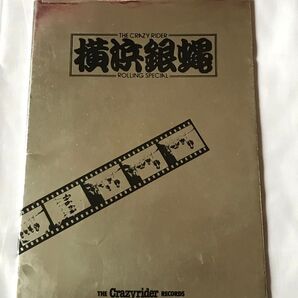 THE CRAZY RIDER
横浜銀蝿
ROLLING SPECIAL
THE Crazyrider RECORDS